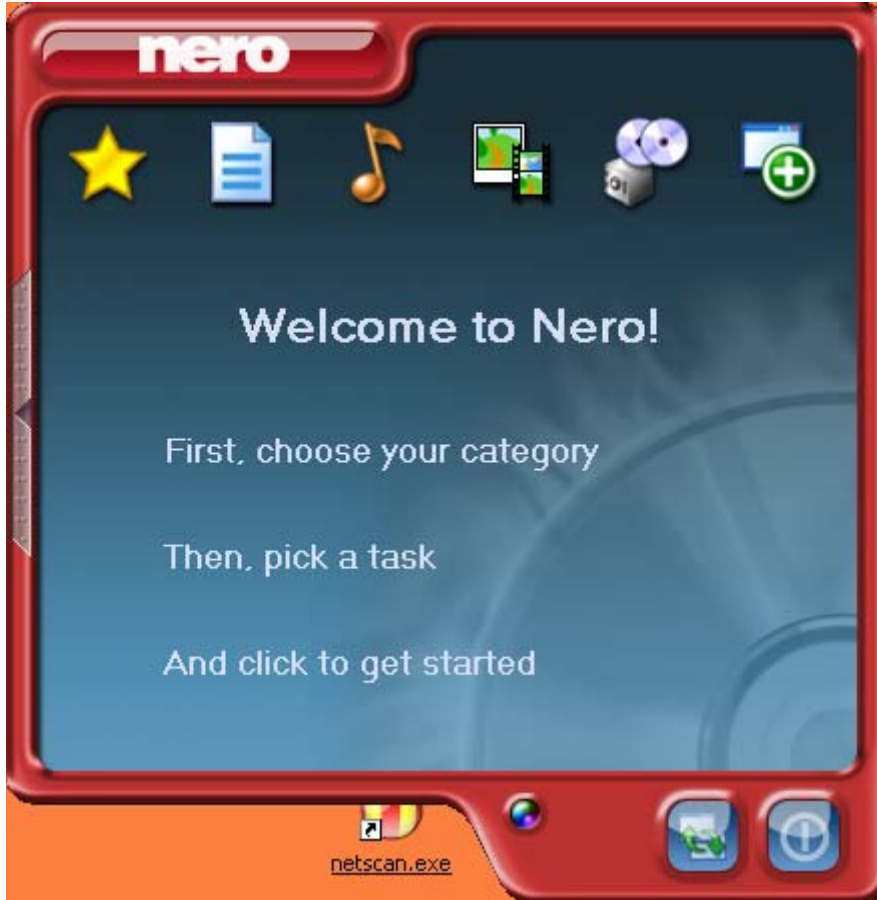 nero
Welcome to Nero!
First, choose your category
Then, pick a task
And click to get started
netscan.exe